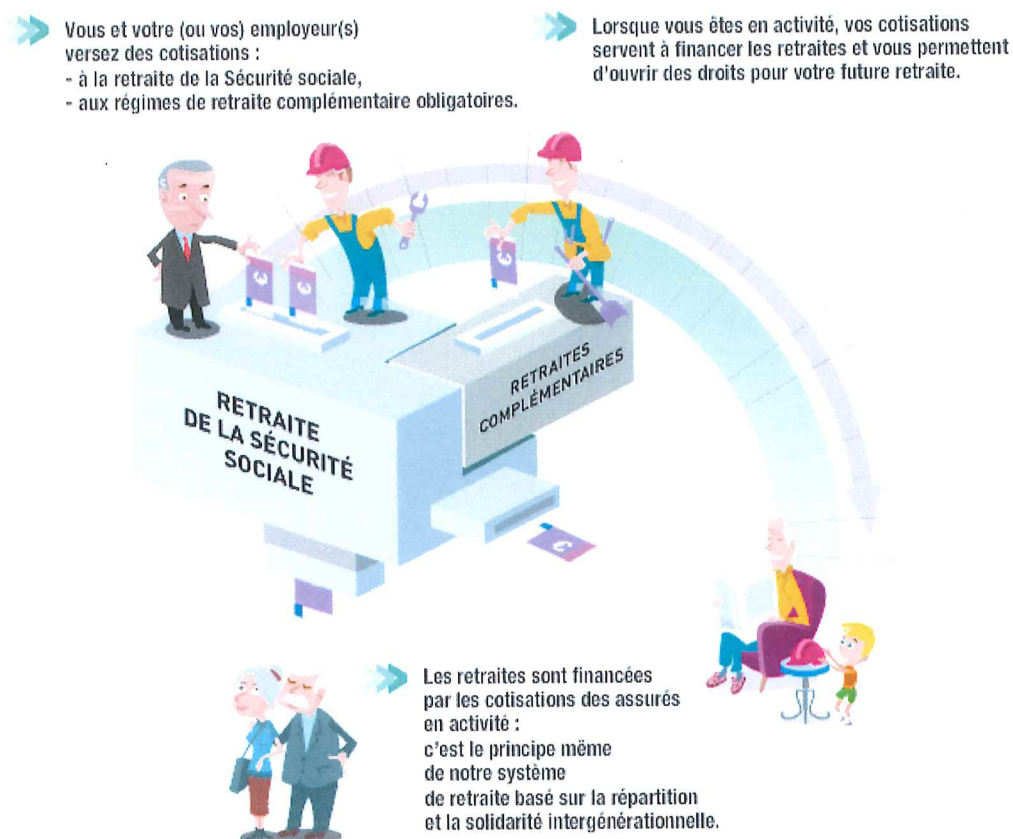 Vous et votre (ou vos) employeur(s)
versez des cotisations :
- à la retraite de la Sécurité sociale,
- aux régimes de retraite complémentaire obligatoires.
Lorsque vous êtes en activité, vos cotisations
servent à financer les retraites et vous permettent
d'ouvrir des droits pour votre future retraite.
RETRAITE
DE LA SÉCURITÉ
SOCIALE
RETRAITES
COMPLÉMENTAIRES
Les retraites sont financées
par les cotisations des assurés
en activité :
c'est le principe même
de notre système
de retraite basé sur la répartition
et la solidarité intergénérationnelle.